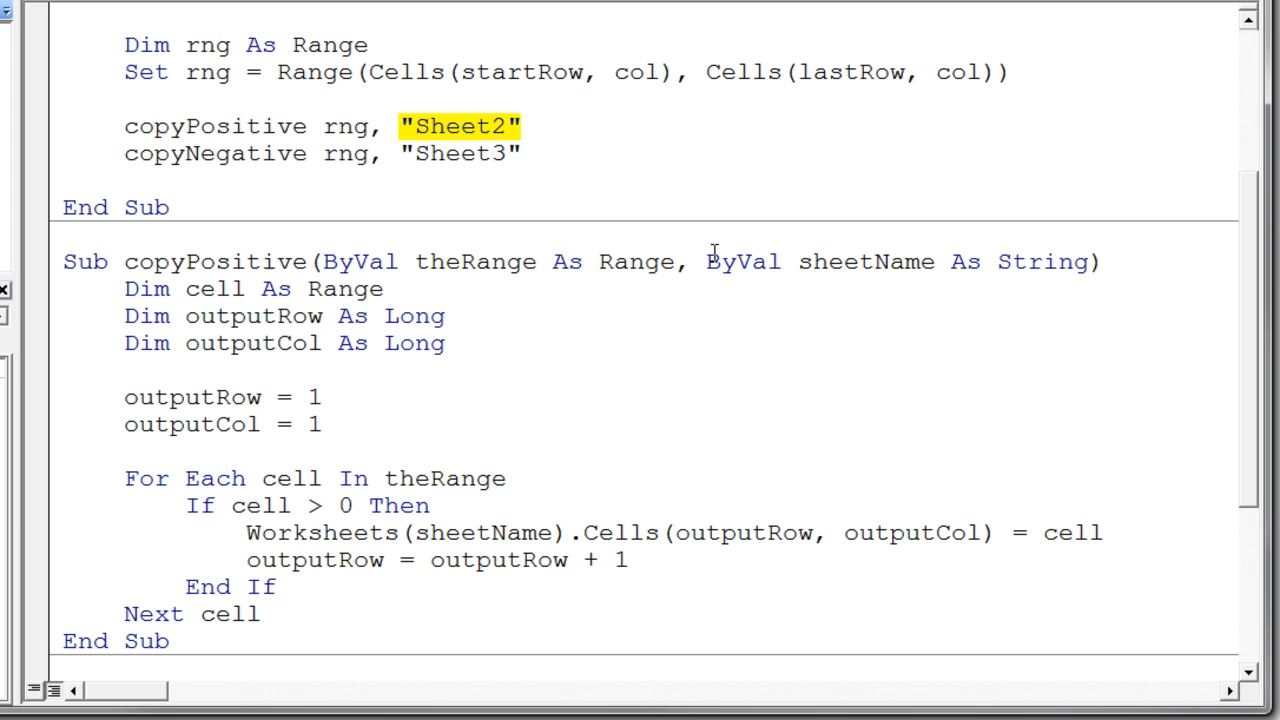 Dim rng As Range
Set rng = Range(Cells(startRow, col), Cells(lastRow, col))
copyPositive rng, "Sheet2"
copyNegative rng, "Sheet3"
End Sub
Sub copyPositive(ByVal theRange As Range, ByVal sheetName As String)
Dim cell As Range
Dim outputRow As Long
Dim outputCol As Long
outputRow = 1
outputCol = 1
For Each cell In theRange
If cell > 0 Then
Worksheets(sheetName).Cells(outputRow, outputCol) = cell
outputRow = outputRow + 1
End If
Next cell
End Sub